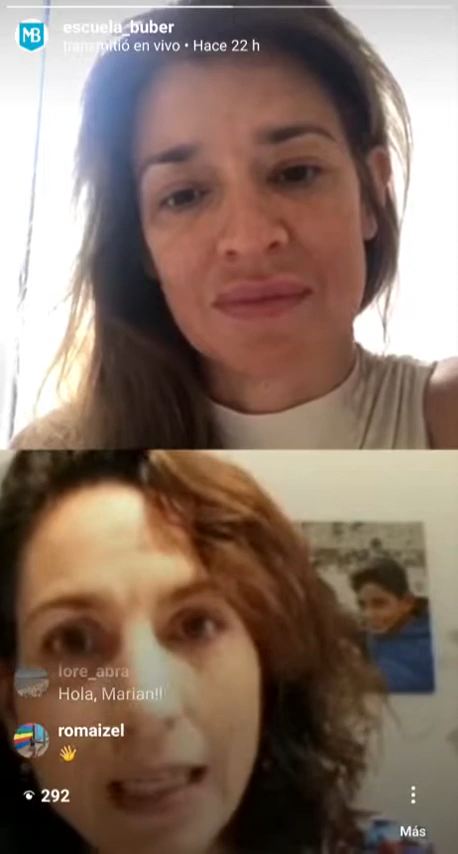 MB
escuela_buber
transmitió en vivo • Hace 22 h
lore_abra
Hola, Marian!!
romaizel
👋
292
Más